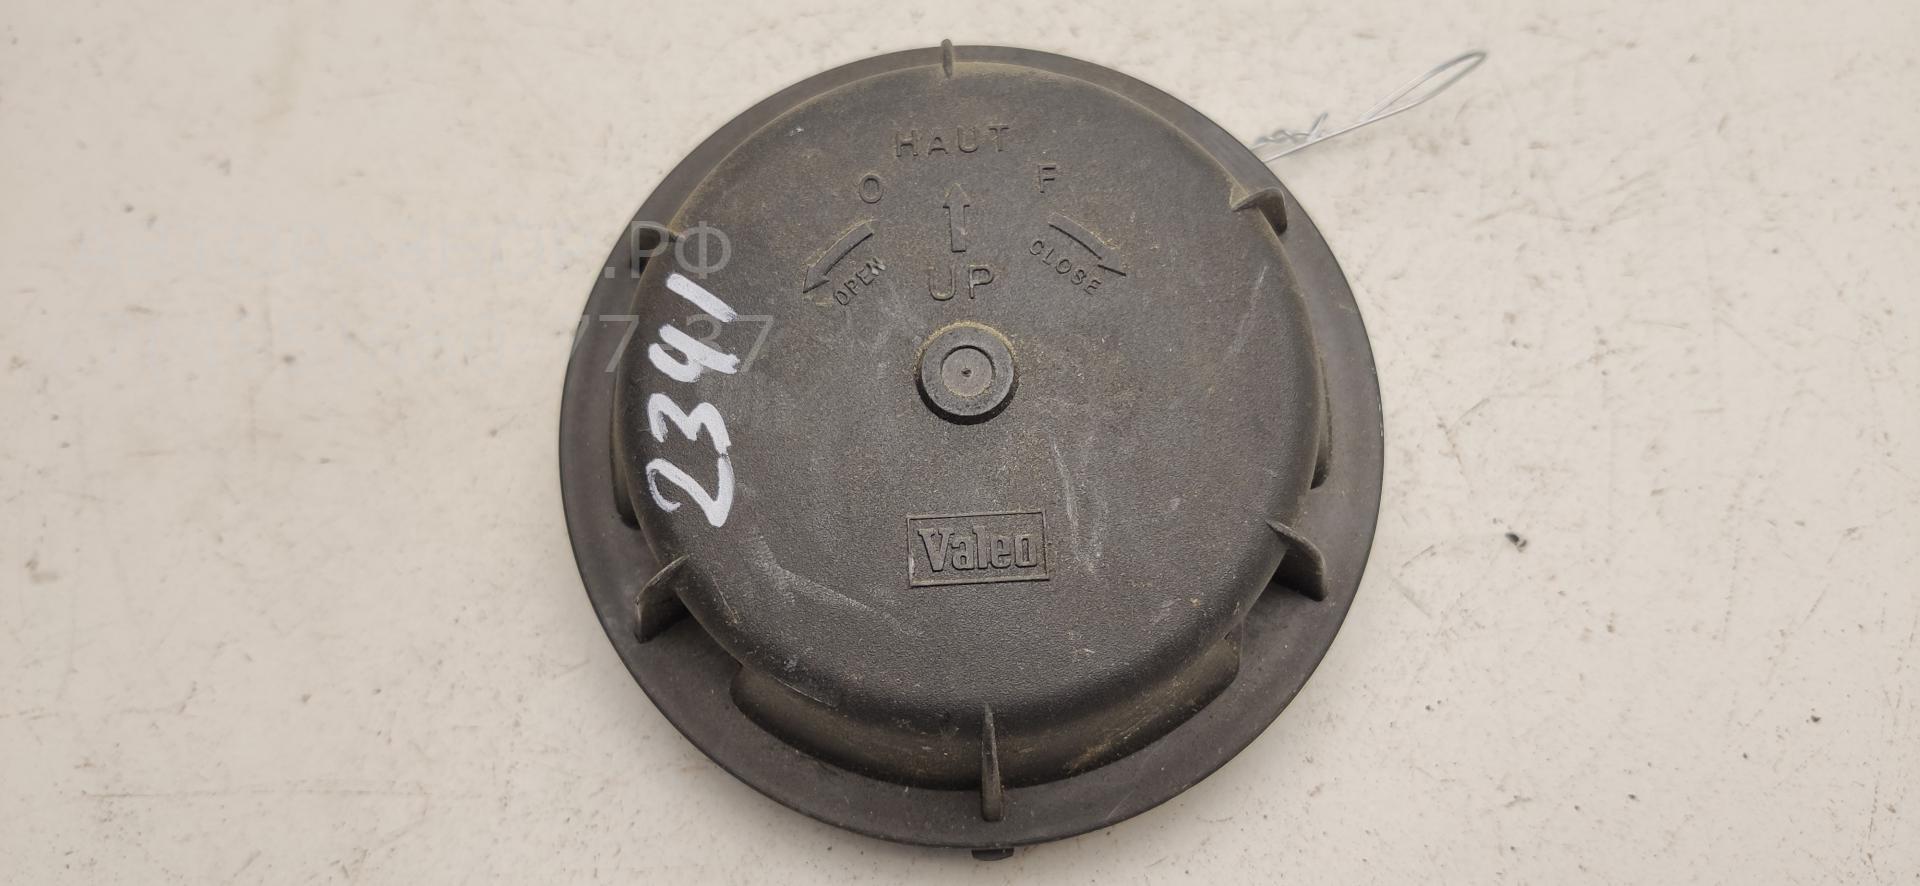 HAUT
O F
OPEN UP CLOSE
2341
Valeo